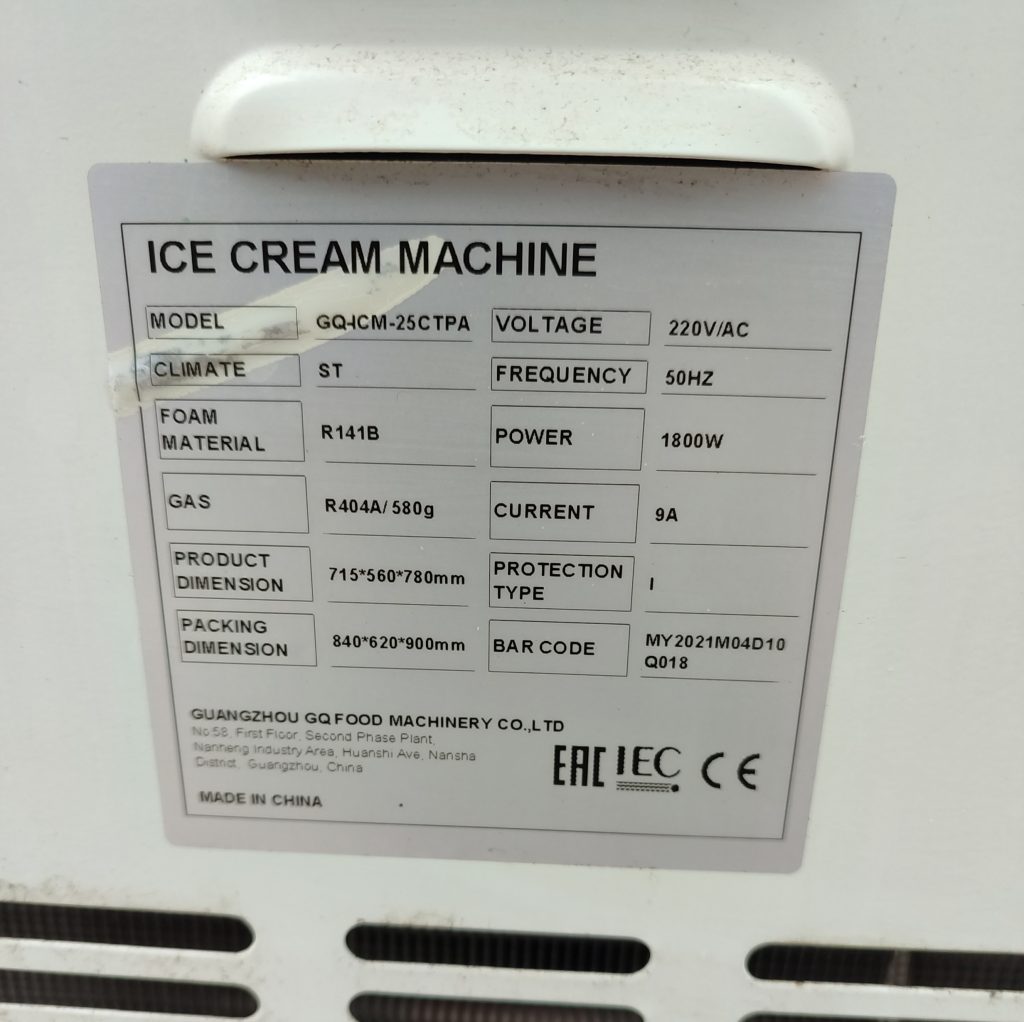 ICE CREAM MACHINE
MODEL GQ-ICM-25CTPA VOLTAGE 220V/AC
CLIMATE ST FREQUENCY 50HZ
FOAM
MATERIAL R141B POWER 1800W
GAS R404A/580g CURRENT 9A
PRODUCT
DIMENSION 715*560*780mm PROTECTION
TYPE I
PACKING
DIMENSION 840*620*900mm BAR CODE MY2021M04D10
Q018
GUANGZHOU GQ FOOD MACHINERY CO.,LTD
No.58, First Floor, Second Phase Plant,
Nanheng Industry Area, Huanshi Ave, Nansha
District, Guangzhou, China
EAC IEC CE
MADE IN CHINA